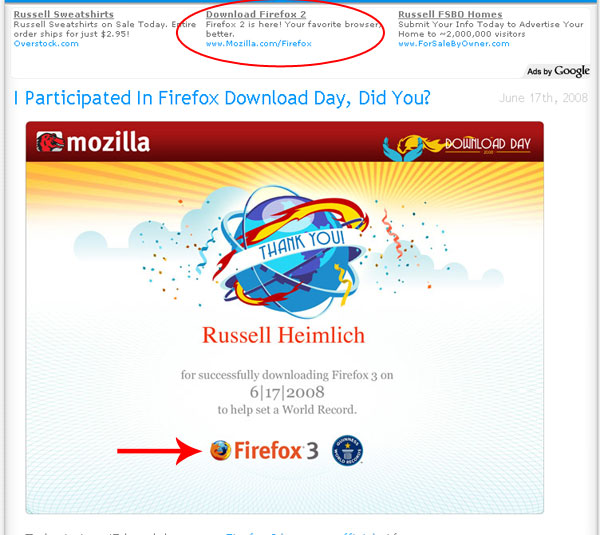 Russell Sweatshirts
Russell Sweatshirts on Sale Today. Entire
order ships for just $2.95!
Overstock.com
Download Firefox 2
Firefox 2 is here! Your favorite browser,
better.
www.Mozilla.com/Firefox
Russell FSBO Homes
Submit Your Info Today to Advertise Your
Home to ~2,000,000 visitors
www.ForSaleByOwner.com
Ads by Google
I Participated In Firefox Download Day, Did You?
June 17th, 2008
mozilla
DOWNLOAD DAY
2008
THANK YOU!
Russell Heimlich
for successfully downloading Firefox 3 on
6|17|2008
to help set a World Record.
Firefox 3
GUINNESS
WORLD
RECORDS